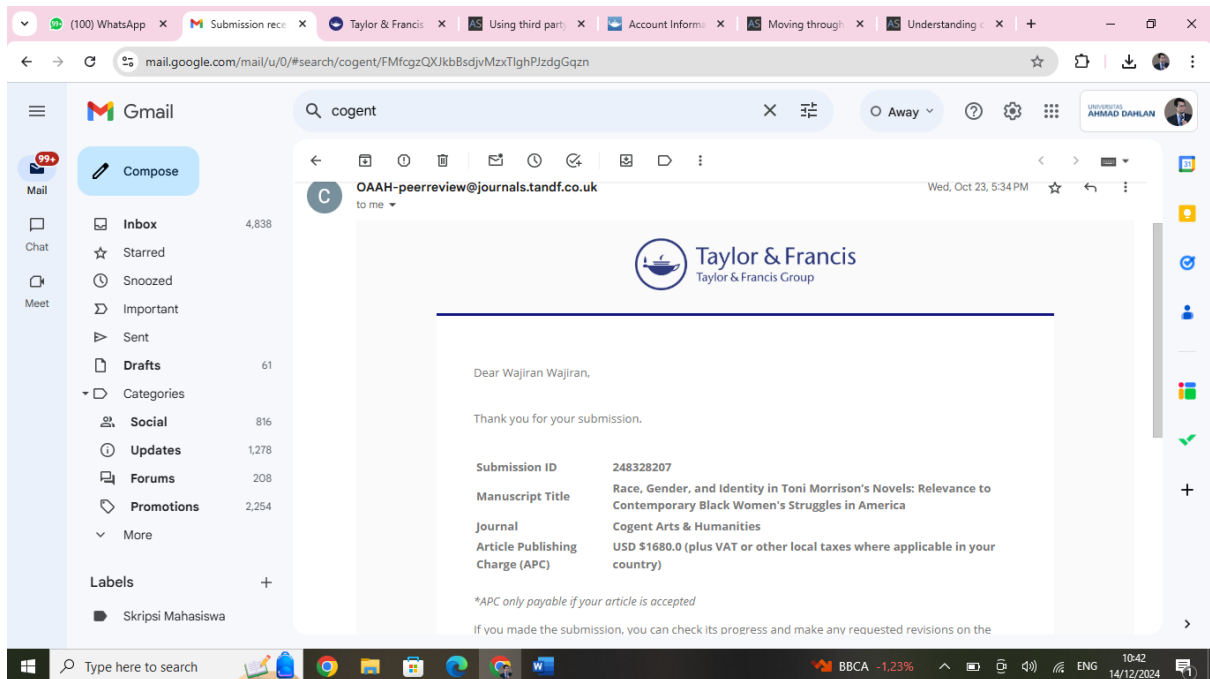 (100) WhatsApp
Submission rece
Taylor & Francis
AS Using third party
Account Informa
AS Moving through
AS Understanding c
mail.google.com/mail/u/0/#search/cogent/FMfcgzQXJkbBsdjvMzxTlghPJzdgGqzn
Gmail
cogent
Away
UNIVERSITAS
AHMAD DAHLAN
99+
Mail
Chat
Meet
Compose
Inbox 4,838
Starred
Snoozed
Important
Sent
Drafts 61
Categories
Social 816
Updates 1,278
Forums 208
Promotions 2,254
More
Labels
Skripsi Mahasiswa
C
OAAH-peerreview@journals.tandf.co.uk
Wed, Oct 23, 5:34 PM
to me
31
Taylor & Francis
Taylor & Francis Group
Dear Wajiran Wajiran,
Thank you for your submission.
Submission ID 248328207
Manuscript Title Race, Gender, and Identity in Toni Morrison's Novels: Relevance to
Contemporary Black Women's Struggles in America
Journal Cogent Arts & Humanities
Article Publishing Charge (APC) USD $1680.0 (plus VAT or other local taxes where applicable in your
country)
*APC only payable if your article is accepted
If you made the submission, you can check its progress and make any requested revisions on the
Type here to search
BBCA -1,23%
ENG
10:42
14/12/2024
1